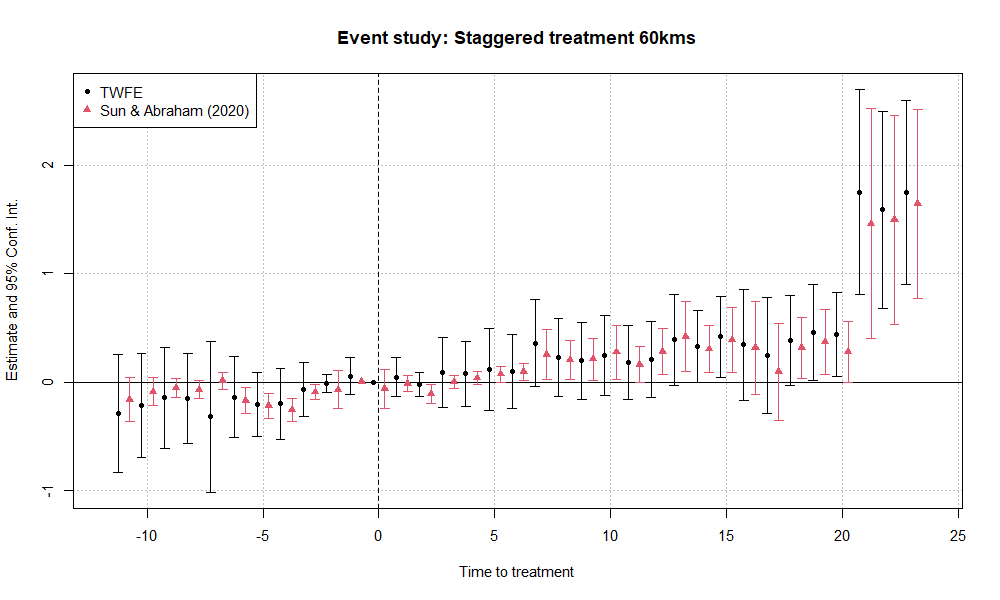 Event study: Staggered treatment 60kms
TWFE
Sun & Abraham (2020)
Estimate and 95% Conf. Int.
2
1
0
-1
-10
-5
0
5
10
15
20
25
Time to treatment